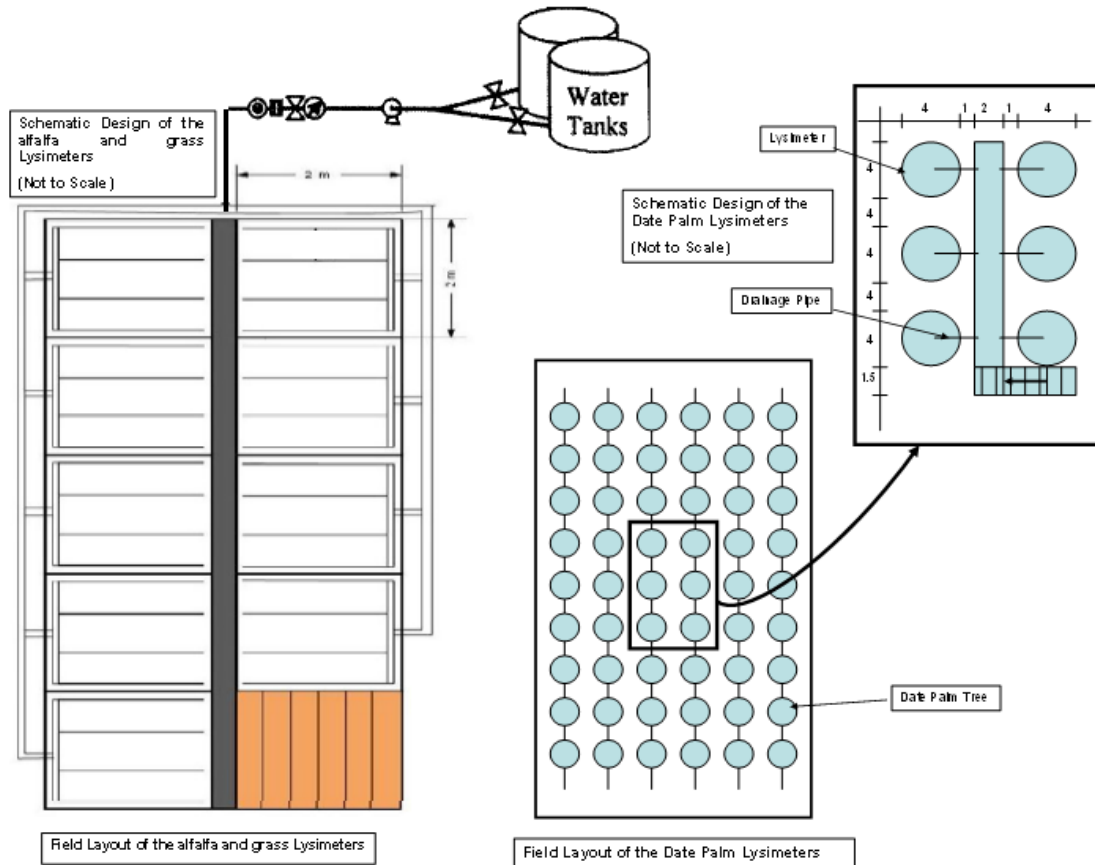 Water
Tanks
Schematic Design of the
alfalfa and grass
Lysimeters
(Not to Scale)
2 m
2 m
4 1 2 1 4
Lysimeter
4
Schematic Design of the
Date Palm Lysimeters
(Not to Scale)
4
4
Drainage Pipe
4
4
1.5
Date Palm Tree
Field Layout of the alfalfa and grass Lysimeters
Field Layout of the Date Palm Lysimeters